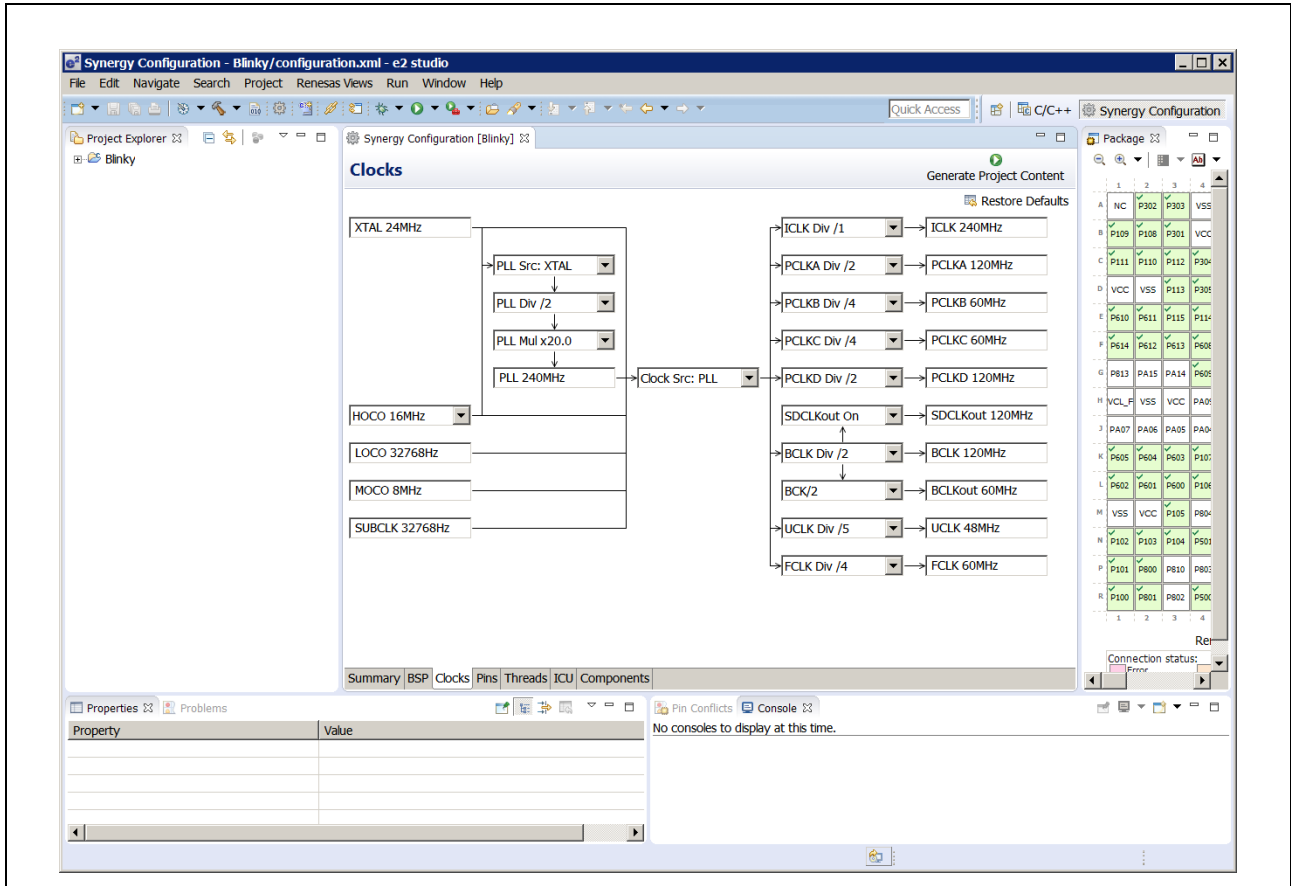 Synergy Configuration - Blinky/configuration.xml - e2 studio
File Edit Navigate Search Project Renesas Views Run Window Help
Quick Access C/C++ Synergy Configuration
Project Explorer
Blinky
Synergy Configuration [Blinky]
Clocks
Generate Project Content
Restore Defaults
XTAL 24MHz
PLL Src: XTAL
PLL Div /2
PLL Mul x20.0
PLL 240MHz
Clock Src: PLL
HOCO 16MHz
LOCO 32768Hz
MOCO 8MHz
SUBCLK 32768Hz
ICLK Div /1 ICLK 240MHz
PCLKA Div /2 PCLKA 120MHz
PCLKB Div /4 PCLKB 60MHz
PCLKC Div /4 PCLKC 60MHz
PCLKD Div /2 PCLKD 120MHz
SDCLKout On SDCLKout 120MHz
BCLK Div /2 BCLK 120MHz
BCK/2 BCLKout 60MHz
UCLK Div /5 UCLK 48MHz
FCLK Div /4 FCLK 60MHz
Summary BSP Clocks Pins Threads ICU Components
Package
1 2 3 4
A NC P302 P303 VSS
B P109 P108 P301 VCC
C P111 P110 P112 P304
D VCC VSS P113 P305
E P610 P611 P115 P114
F P614 P612 P613 P608
G P813 PA15 PA14 P609
H VCL_F VSS VCC PA09
J PA07 PA06 PA05 PA04
K P605 P604 P603 P107
L P602 P601 P600 P106
M VSS VCC P105 P804
N P102 P103 P104 P501
P P101 P800 P810 P803
R P100 P801 P802 P500
1 2 3 4
Connection status:
Error
Properties Problems
Property Value
Pin Conflicts Console
No consoles to display at this time.